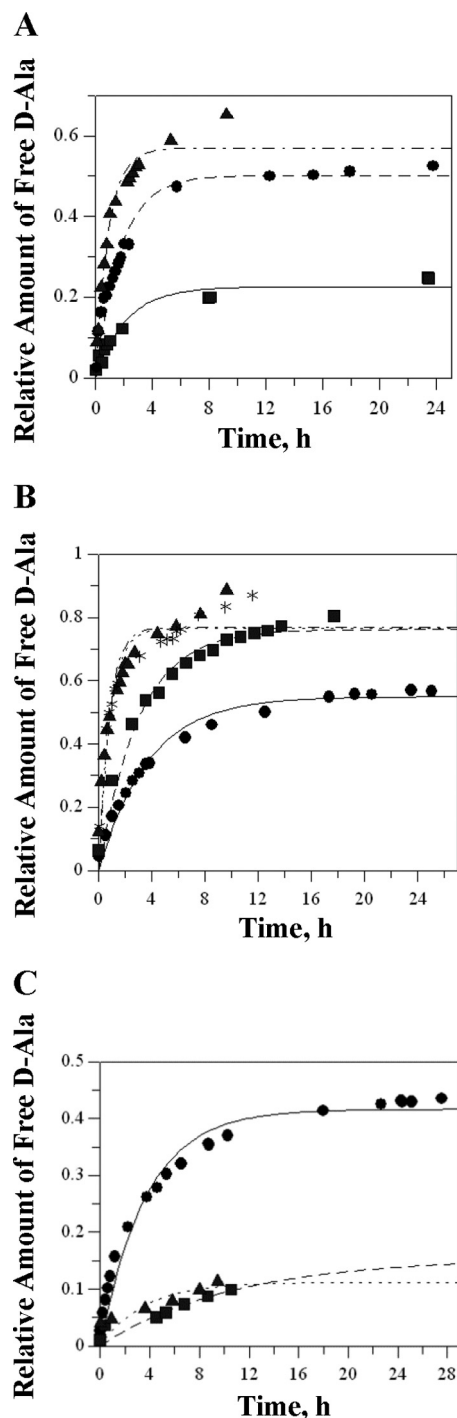 A
Relative Amount of Free D-Ala
0.6
0.4
0.2
0
0 4 8 12 16 20 24
Time, h
B
Relative Amount of Free D-Ala
1
0.8
0.6
0.4
0.2
0
0 4 8 12 16 20 24
Time, h
C
Relative Amount of Free D-Ala
0.5
0.4
0.3
0.2
0.1
0
0 4 8 12 16 20 24 28
Time, h